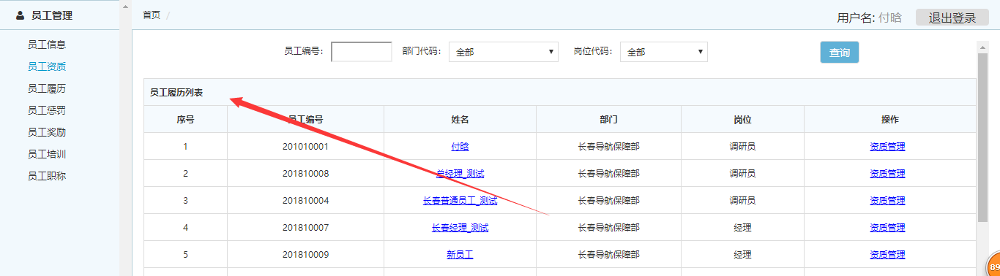 员工管理
首页 /
用户名: 付晗 退出登录
员工信息
员工资质
员工履历
员工惩罚
员工奖励
员工培训
员工职称
员工编号: 部门代码: 全部 岗位代码: 全部 查询
员工履历列表
序号 员工编号 姓名 部门 岗位 操作
1 201010001 付晗 长春导航保障部 调研员 资质管理
2 201810008 总经理_测试 长春导航保障部 调研员 资质管理
3 201810004 长春普通员工_测试 长春导航保障部 调研员 资质管理
4 201810007 长春经理_测试 长春导航保障部 经理 资质管理
5 201810009 新员工 长春导航保障部 经理 资质管理